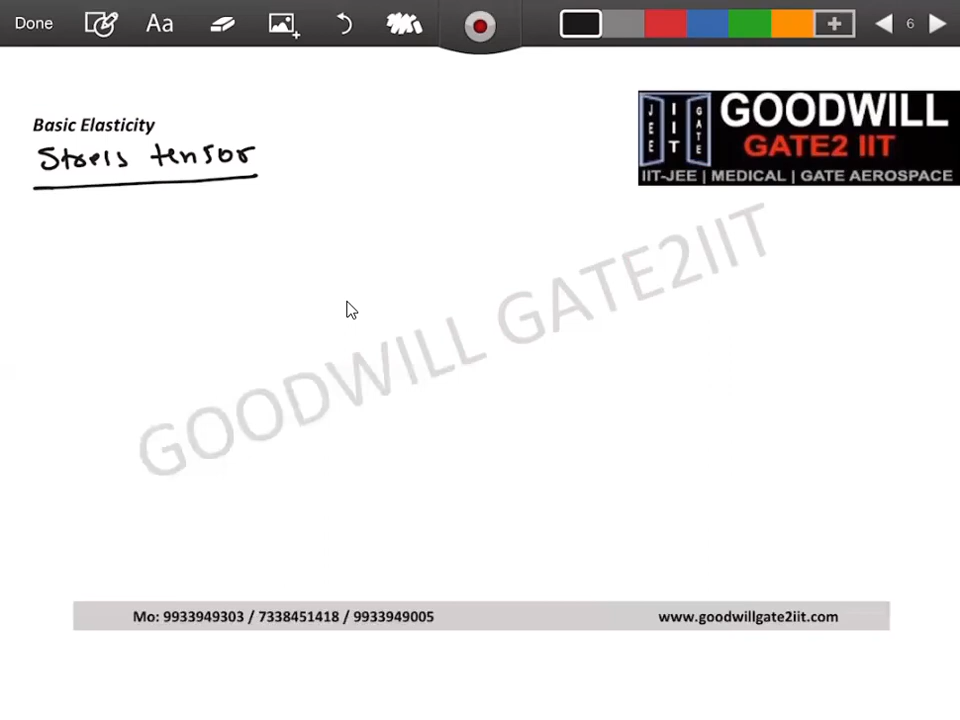 Done Aa 6
Basic Elasticity
Stress tensor
JEE IIT GATE
GOODWILL
GATE2 IIT
IIT-JEE | MEDICAL | GATE AEROSPACE
GOODWILL GATE2IIT
Mo: 9933949303 / 7338451418 / 9933949005 www.goodwillgate2iit.com